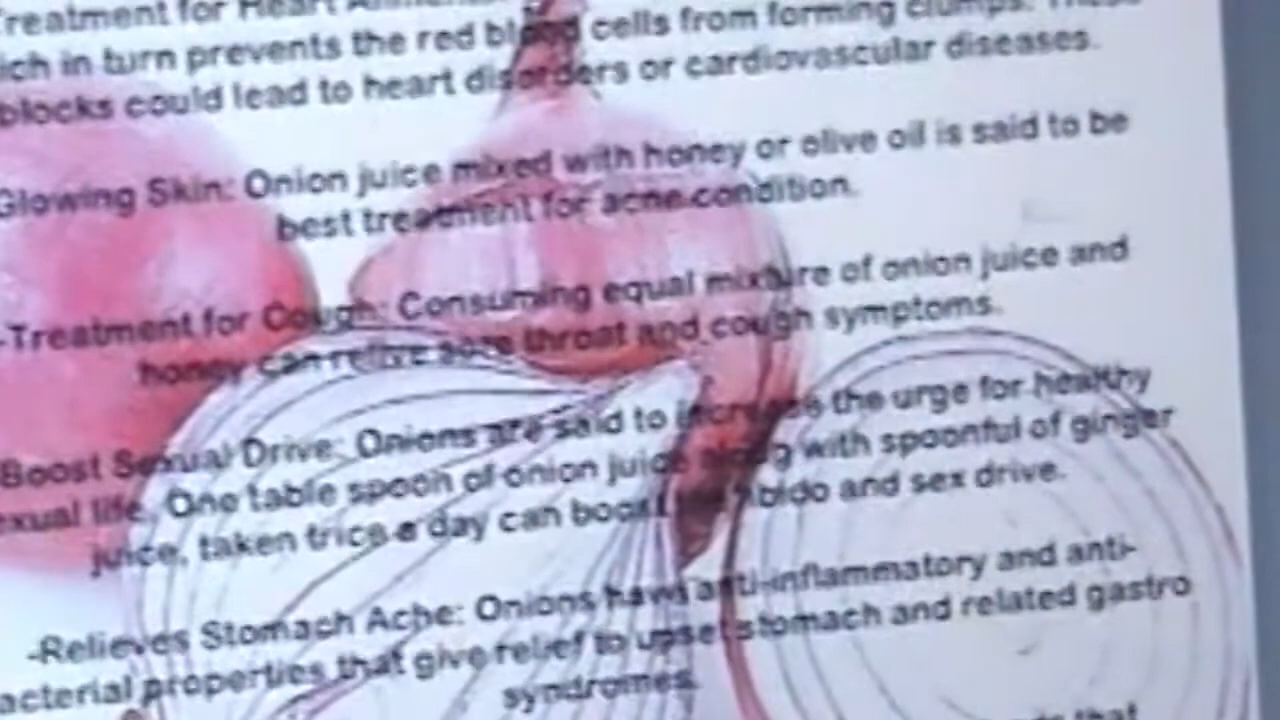 reatment for Heart
ich in turn prevents the red blood cells from forming clumps. These
blocks could lead to heart disorders or cardiovascular diseases.
Glowing Skin: Onion juice mixed with honey or olive oil is said to be
best treatment for acne condition.
-Treatment for Cough: Consuming equal mixture of onion juice and
honey can relive sore throat and cough symptoms.
Boost Sexual Drive: Onions are said to increase the urge for healthy
exual life. One table spoon of onion juice along with spoonful of ginger
juice, taken trice a day can boost libido and sex drive.
-Relieves Stomach Ache: Onions have anti-inflammatory and anti-
acterial properties that give relief to upset stomach and related gastro
syndromes.
that